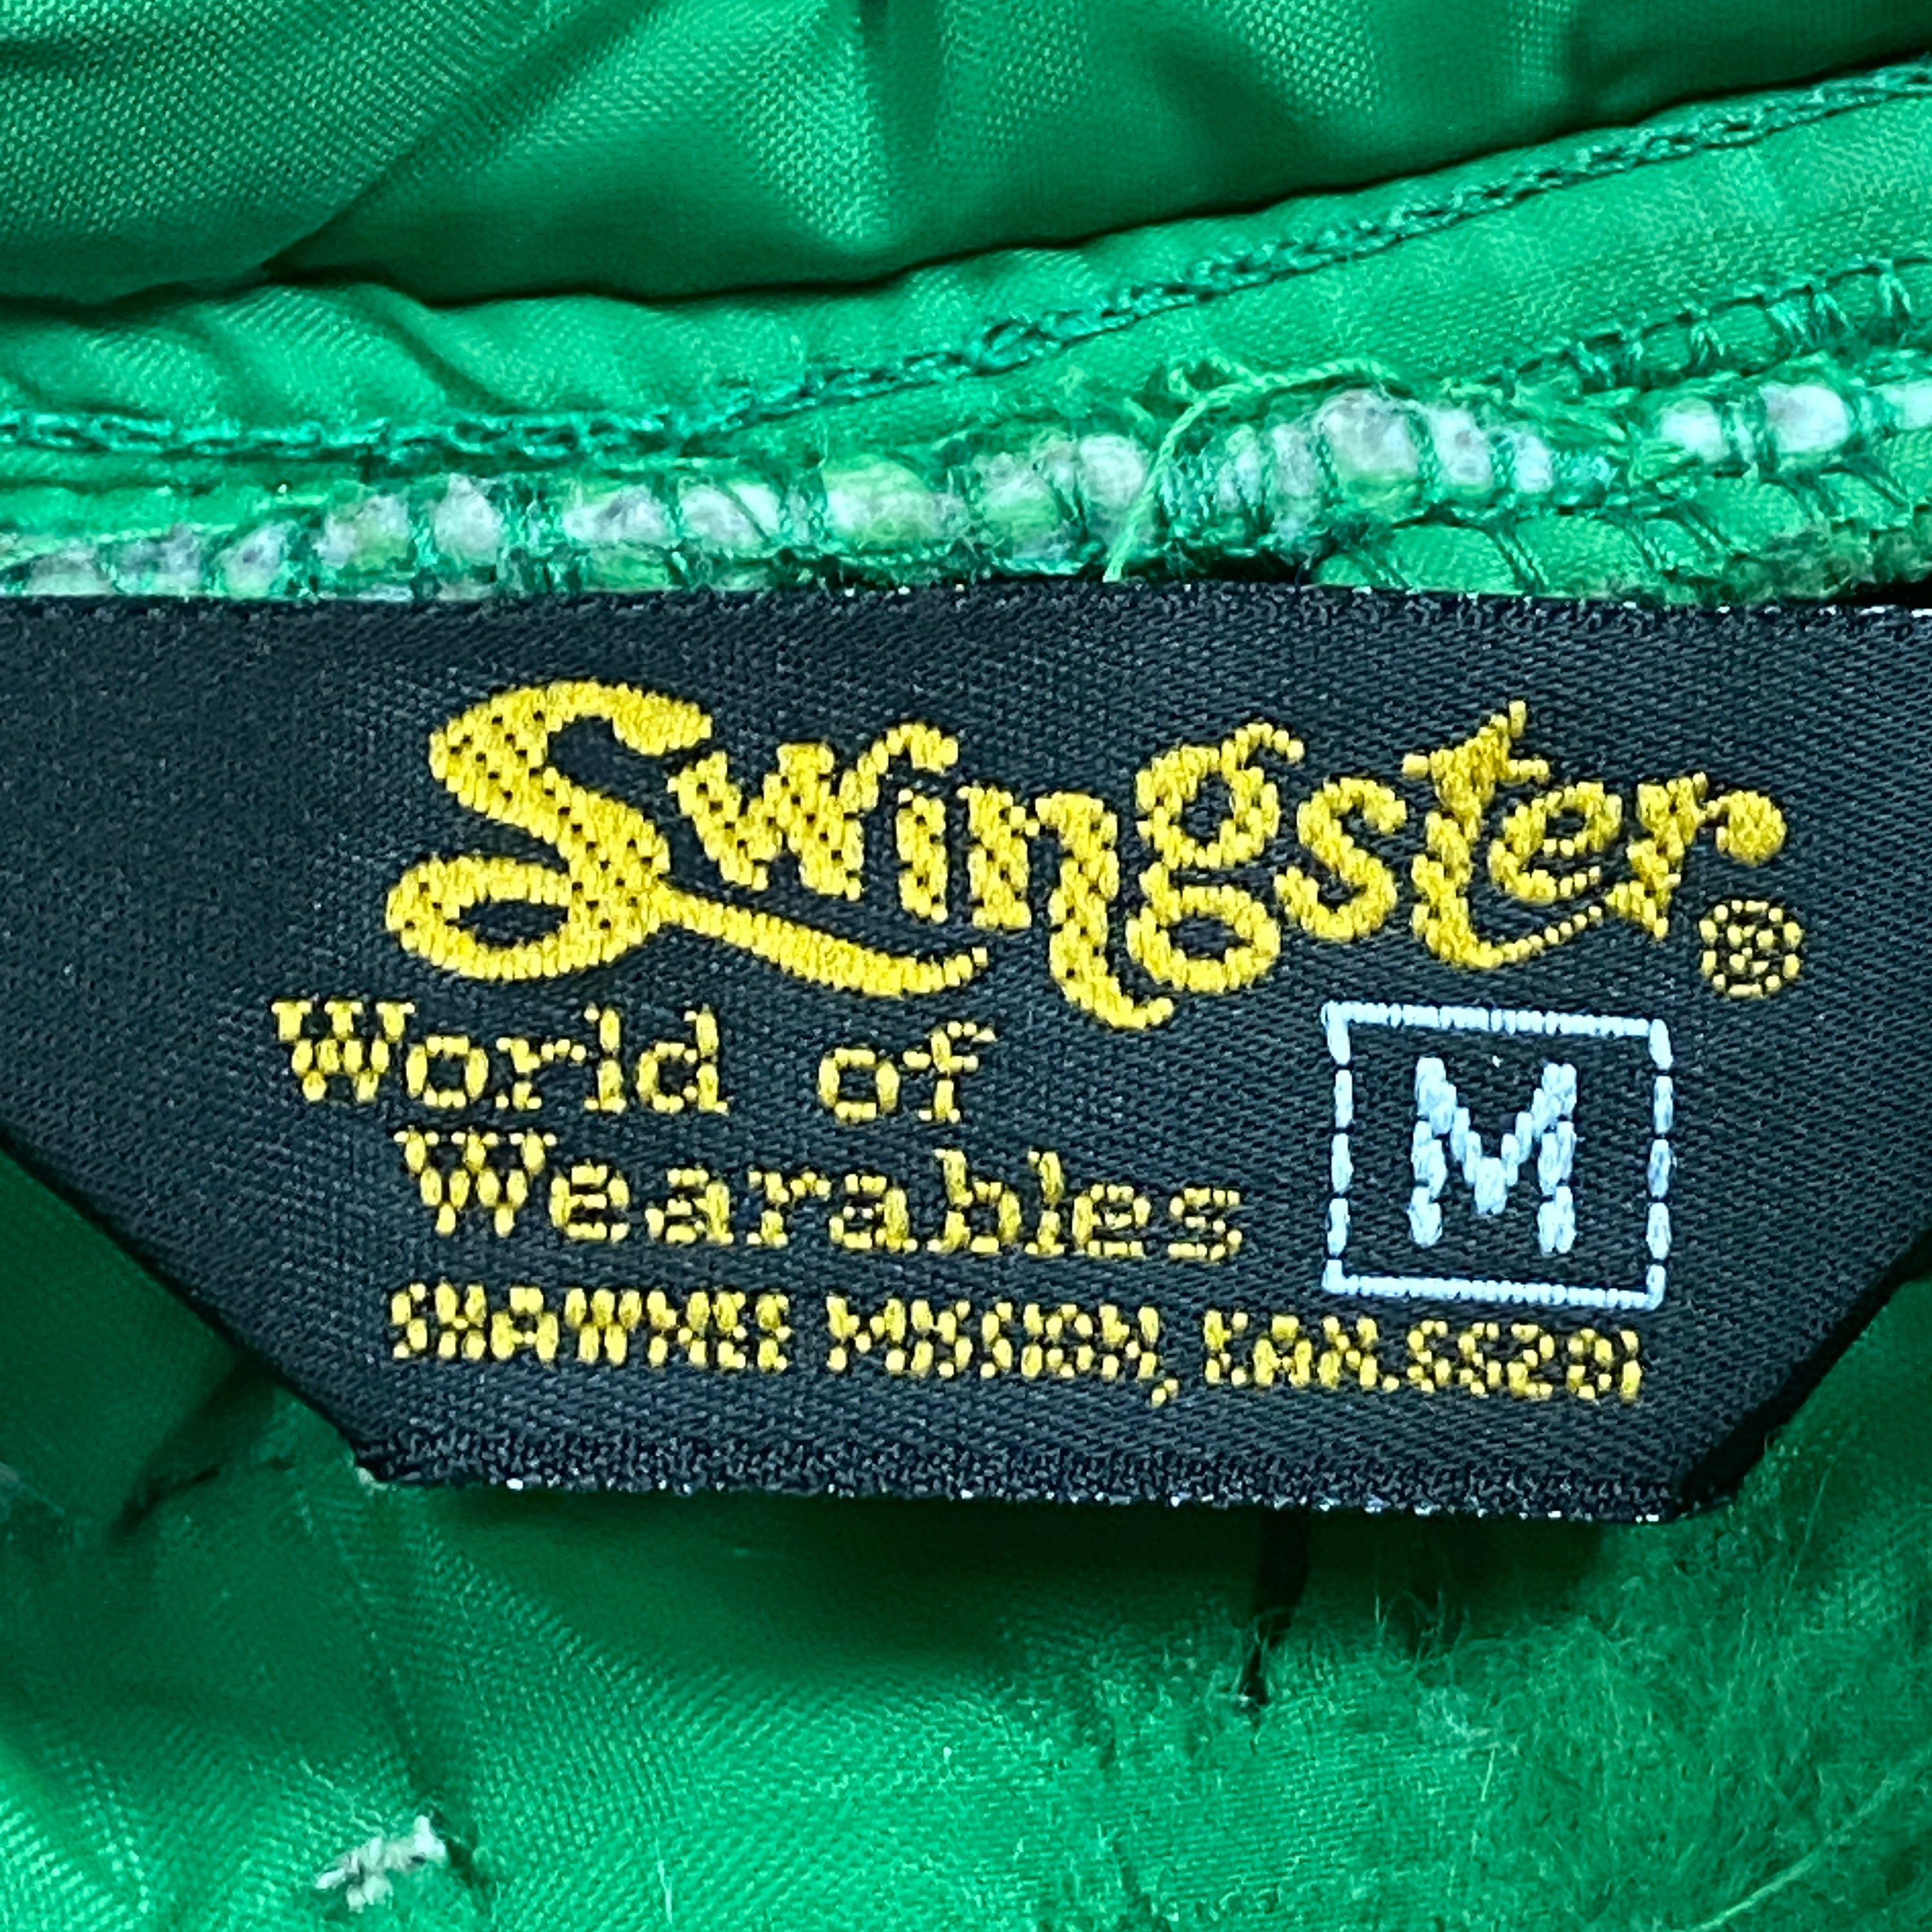 Swingster®
World of
Wearables
M
SHAWNEE MISSION, KAN. 66201